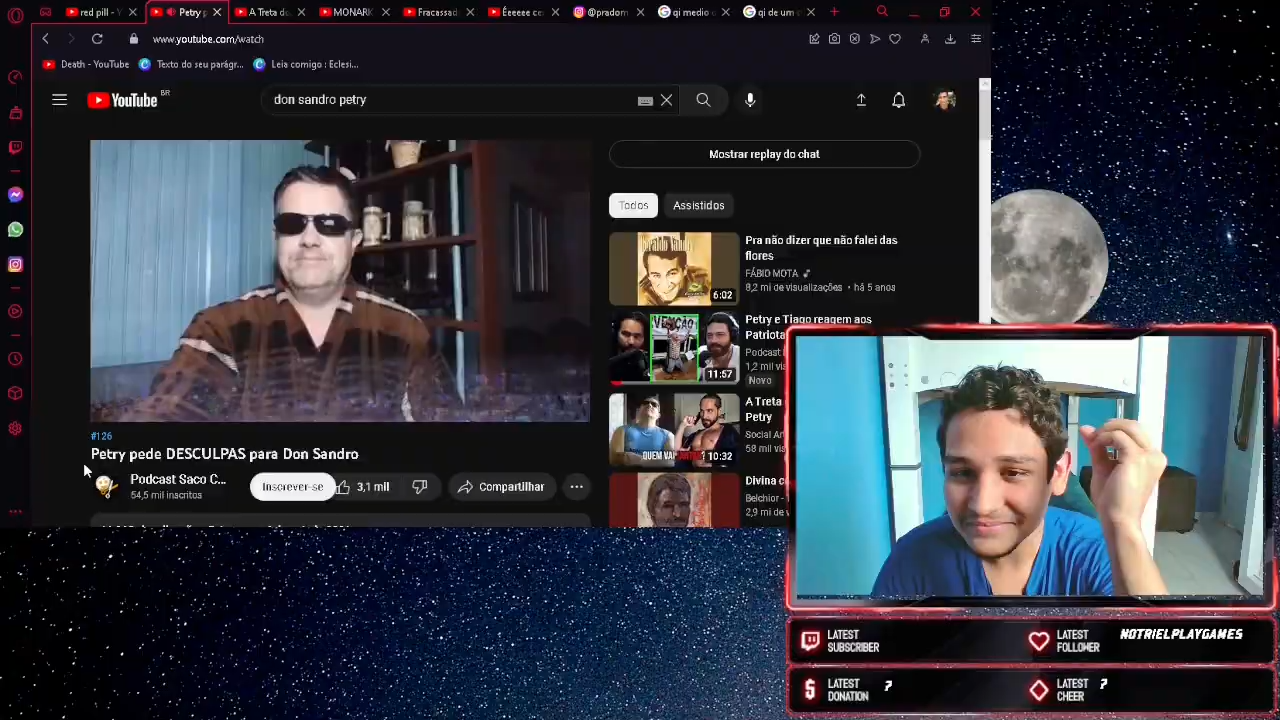 red pill - Y
Petry p
A Treta do
MONARK
Fracassad
Êeeeee ce
@pradom
qi medio o
qi de um c
www.youtube.com/watch
Death - YouTube
Texto do seu parágr...
Leia comigo : Eclesi...
YouTube BR
don sandro petry
Mostrar replay do chat
Todos
Assistidos
Pra não dizer que não falei das
flores
FÁBIO MOTA
8,2 mi de visualizações • há 5 anos
6:02
Petry e Tiago reagem aos
Patriota
Podcast
1,2 mil vi
Novo
11:57
A Treta
Petry
Social Ar
58 mil vi
QUEM VAI
10:32
Divina c
Belchior -
2,9 mi de
#126
Petry pede DESCULPAS para Don Sandro
Podcast Saco C...
54,5 mil inscritos
Inscrever-se
3,1 mil
Compartilhar
LATEST
SUBSCRIBER
LATEST
FOLLOWER
NOTRIELPLAYGAMES
LATEST
DONATION
?
LATEST
CHEER
?